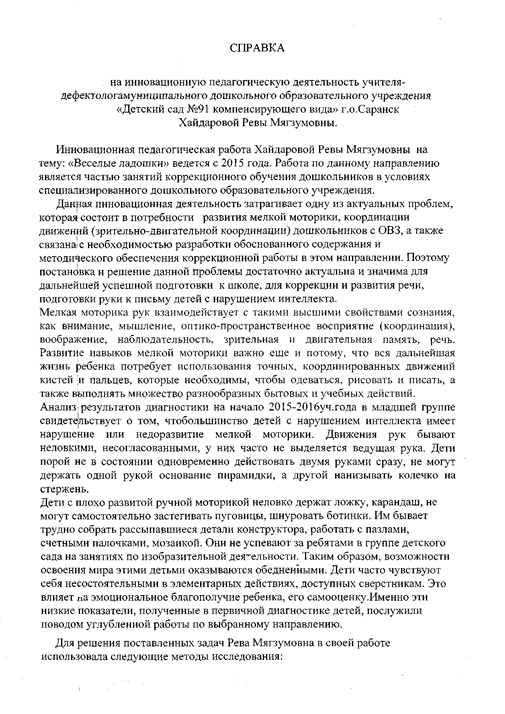 СПРАВКА
на инновационную педагогическую деятельность учителя-
дефектологамуниципального дошкольного образовательного учреждения
«Детский сад №91 компенсирующего вида» г.о.Саранск
Хайдаровой Ревы Мягзумовны.
Инновационная педагогическая работа Хайдаровой Ревы Мягзумовны на
тему: «Веселые ладошки» ведется с 2015 года. Работа по данному направлению
является частью занятий коррекционного обучения дошкольников в условиях
специализированного дошкольного образовательного учреждения.
Данная инновационная деятельность затрагивает одну из актуальных проблем,
которая состоит в потребности развития мелкой моторики, координации
движений (зрительно-двигательной координации) дошкольников с ОВЗ, а также
связана с необходимостью разработки обоснованного содержания и
методического обеспечения коррекционной работы в этом направлении. Поэтому
постановка и решение данной проблемы достаточно актуальна и значима для
дальнейшей успешной подготовки к школе, для коррекции и развития речи,
подготовки руки к письму детей с нарушением интеллекта.
Мелкая моторика рук взаимодействует с такими высшими свойствами сознания,
как внимание, мышление, оптико-пространственное восприятие (координация),
воображение, наблюдательность, зрительная и двигательная память, речь.
Развитие навыков мелкой моторики важно еще и потому, что вся дальнейшая
жизнь ребенка потребует использования точных, координированных движений
кистей и пальцев, которые необходимы, чтобы одеваться, рисовать и писать, а
также выполнять множество разнообразных бытовых и учебных действий.
Анализ результатов диагностики на начало 2015-2016уч.года в младшей группе
свидетельствует о том, чтобольшинство детей с нарушением интеллекта имеет
нарушение или недоразвитие мелкой моторики. Движения рук бывают
неловкими, несогласованными, у них часто не выделяется ведущая рука. Дети
порой не в состоянии одновременно действовать двумя руками сразу, не могут
держать одной рукой основание пирамидки, а другой нанизывать колечко на
стержень.
Дети с плохо развитой ручной моторикой неловко держат ложку, карандаш, не
могут самостоятельно застегивать пуговицы, шнуровать ботинки. Им бывает
трудно собрать рассыпавшиеся детали конструктора, работать с пазлами,
счетными палочками, мозаикой. Они не успевают за ребятами в группе детского
сада на занятиях по изобразительной деятельности. Таким образом, возможности
освоения мира этими детьми оказываются обедненными. Дети часто чувствуют
себя несостоятельными в элементарных действиях, доступных сверстникам. Это
влияет на эмоциональное благополучие ребенка, его самооценку.Именно эти
низкие показатели, полученные в первичной диагностике детей, послужили
поводом углубленной работы по выбранному направлению.
Для решения поставленных задач Рева Мягзумовна в своей работе
использовала следующие методы исследования: